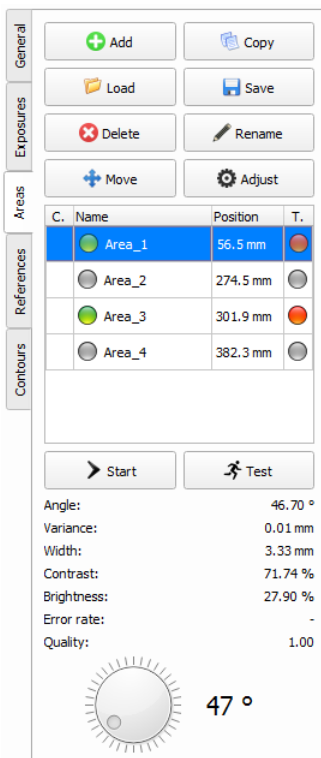 General
Exposures
Areas
References
Contours
Add Copy
Load Save
Delete Rename
Move Adjust
C. Name Position T.
Area_1 56.5 mm
Area_2 274.5 mm
Area_3 301.9 mm
Area_4 382.3 mm
Start Test
Angle: 46.70 °
Variance: 0.01 mm
Width: 3.33 mm
Contrast: 71.74 %
Brightness: 27.90 %
Error rate: -
Quality: 1.00
47 °